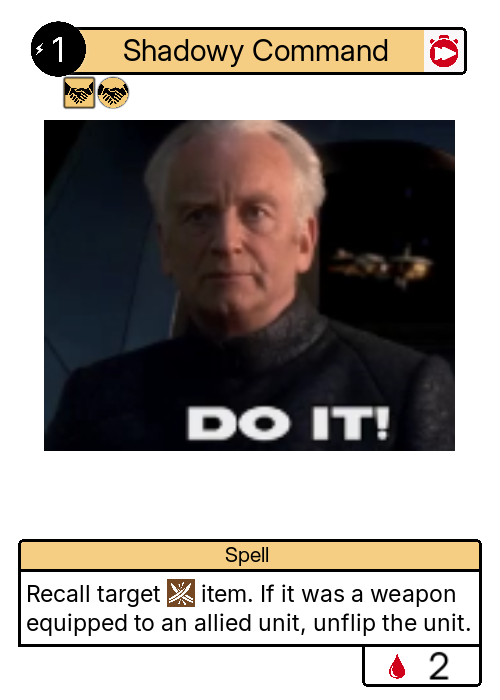 1
Shadowy Command
DO IT!
Spell
Recall target item. If it was a weapon
equipped to an allied unit, unflip the unit.
2